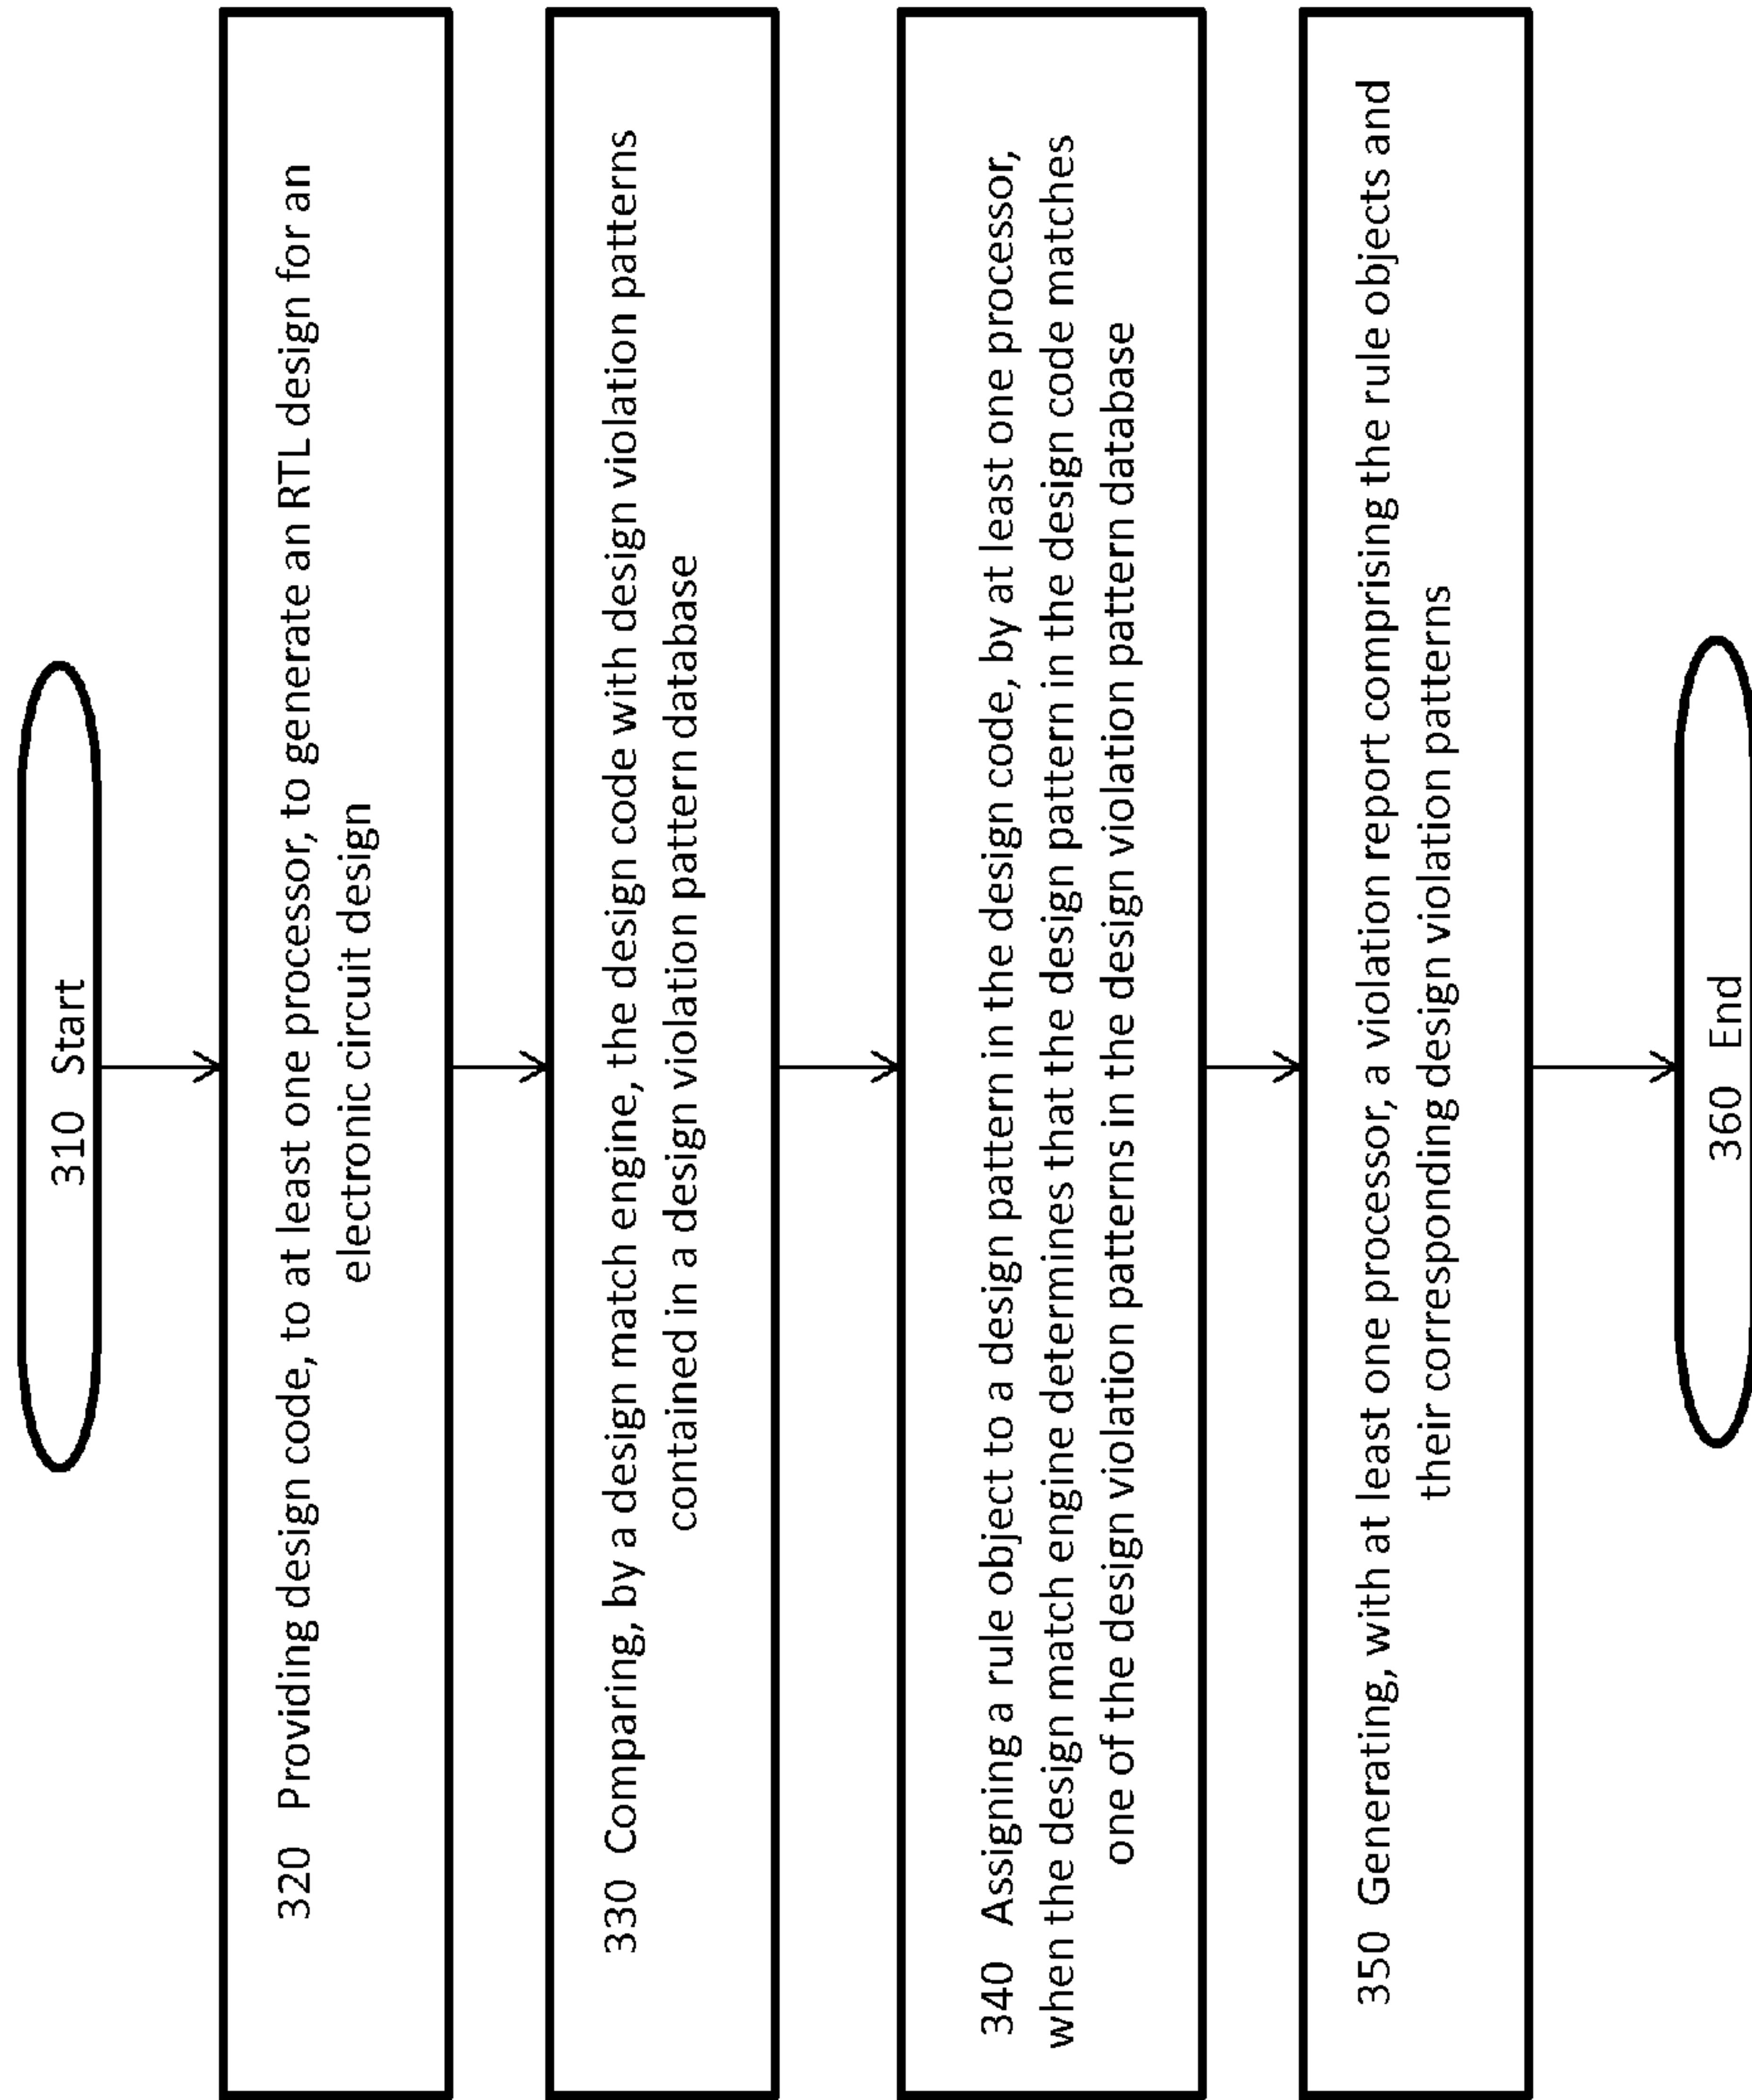 310 Start
320 Providing design code, to at least one processor, to generate an RTL design for an
electronic circuit design
330 Comparing, by a design match engine, the design code with design violation patterns
contained in a design violation pattern database
340 Assigning a rule object to a design pattern in the design code, by at least one processor,
when the design match engine determines that the design pattern in the design code matches
one of the design violation patterns in the design violation pattern database
350 Generating, with at least one processor, a violation report comprising the rule objects and
their corresponding design violation patterns
360 End